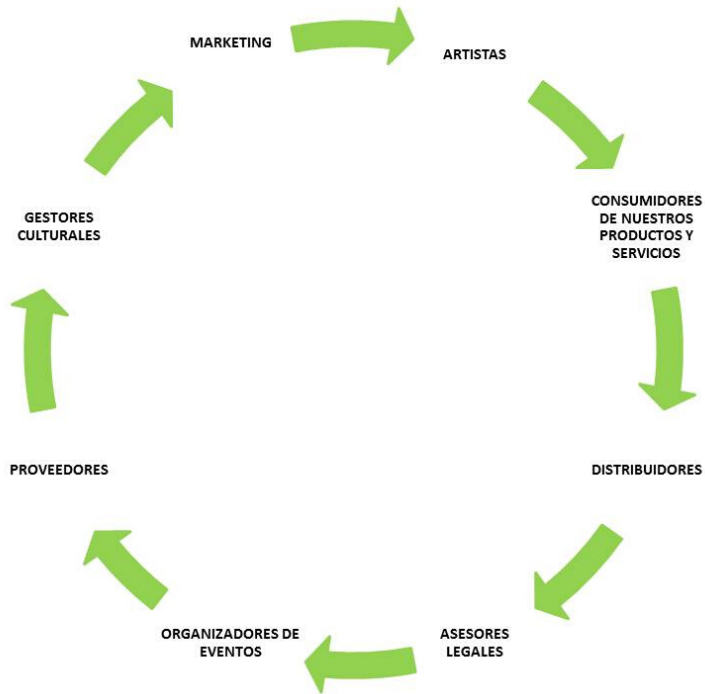 MARKETING
ARTISTAS
CONSUMIDORES
DE NUESTROS
PRODUCTOS Y
SERVICIOS
DISTRIBUIDORES
ASESORES
LEGALES
ORGANIZADORES DE
EVENTOS
PROVEEDORES
GESTORES
CULTURALES